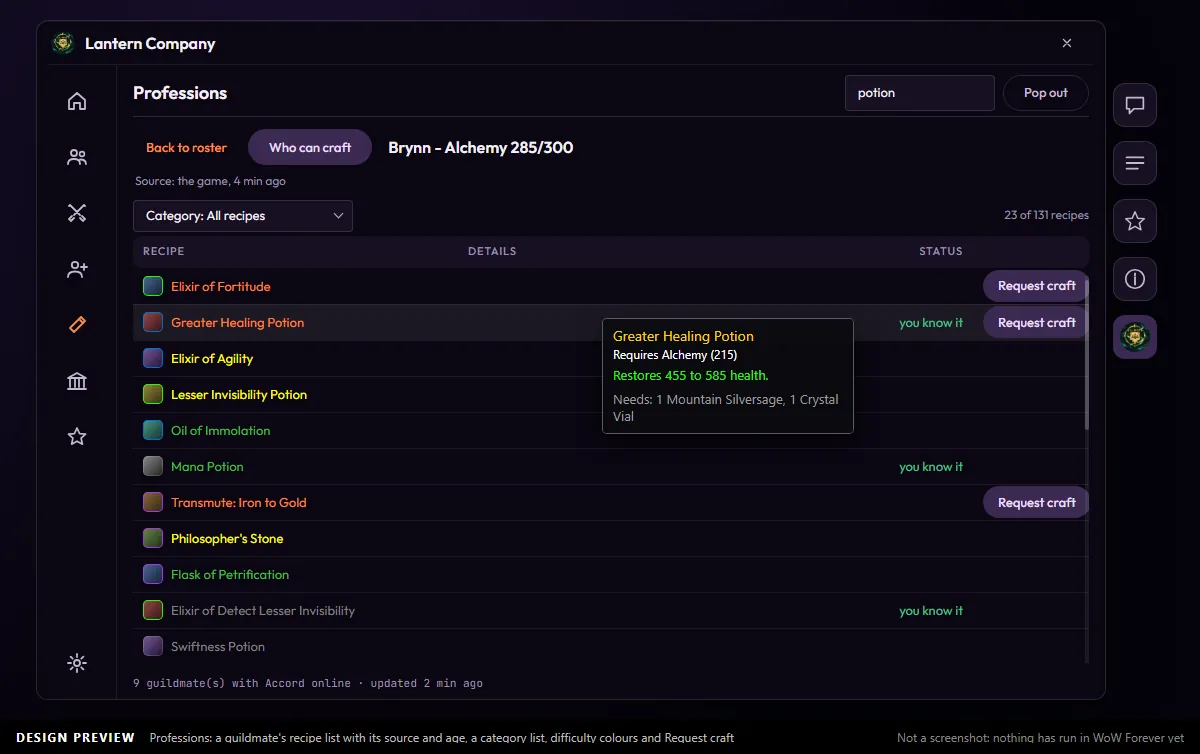 Lantern Company
Professions
potion
Pop out
Back to roster
Who can craft
Brynn - Alchemy 285/300
Source: the game, 4 min ago
Category: All recipes
23 of 131 recipes
RECIPE DETAILS STATUS
Elixir of Fortitude Request craft
Greater Healing Potion you know it Request craft
Greater Healing Potion
Requires Alchemy (215)
Restores 455 to 585 health.
Needs: 1 Mountain Silversage, 1 Crystal
Vial
Elixir of Agility
Lesser Invisibility Potion
Oil of Immolation
Mana Potion you know it
Transmute: Iron to Gold Request craft
Philosopher's Stone
Flask of Petrification
Elixir of Detect Lesser Invisibility you know it
Swiftness Potion
9 guildmate(s) with Accord online · updated 2 min ago
DESIGN PREVIEW Professions: a guildmate's recipe list with its source and age, a category list, difficulty colours and Request craft
Not a screenshot: nothing has run in WoW Forever yet